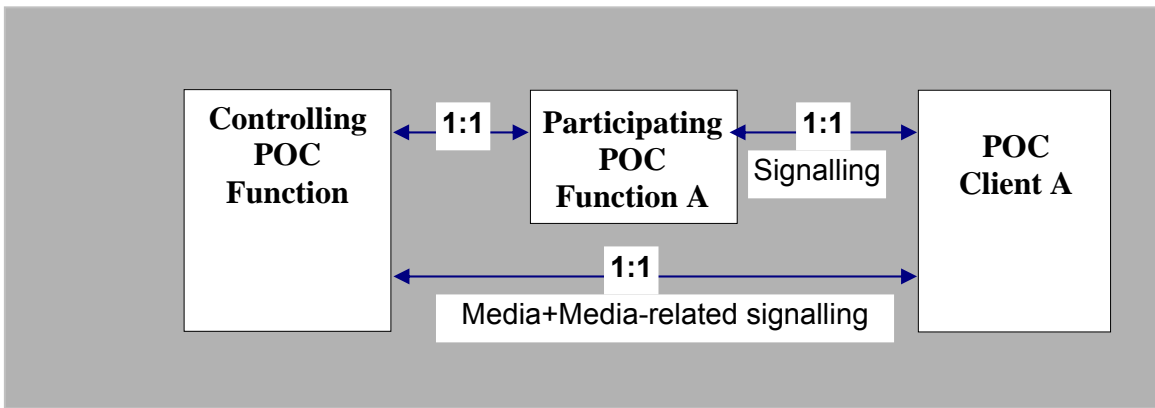 Controlling
POC
Function
1:1
Participating
POC
Function A
1:1
Signalling
POC
Client A
1:1
Media+Media-related signalling